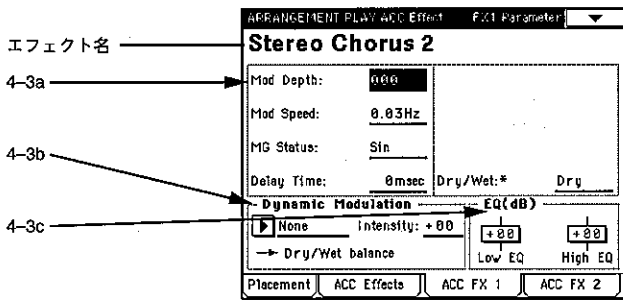 ARRANGEMENT PLAY ACC Effect FX1 Parameter
エフェクト名
Stereo Chorus 2
4–3a
Mod Depth: 000
Mod Speed: 0.03Hz
MG Status: Sin
Delay Time: 0msec Dry/Wet:* Dry
4–3b
Dynamic Modulation EQ(dB)
4–3c
None Intensity: +00 +00 +00
Dry/Wet balance Low EQ High EQ
Placement ACC Effects ACC FX 1 ACC FX 2